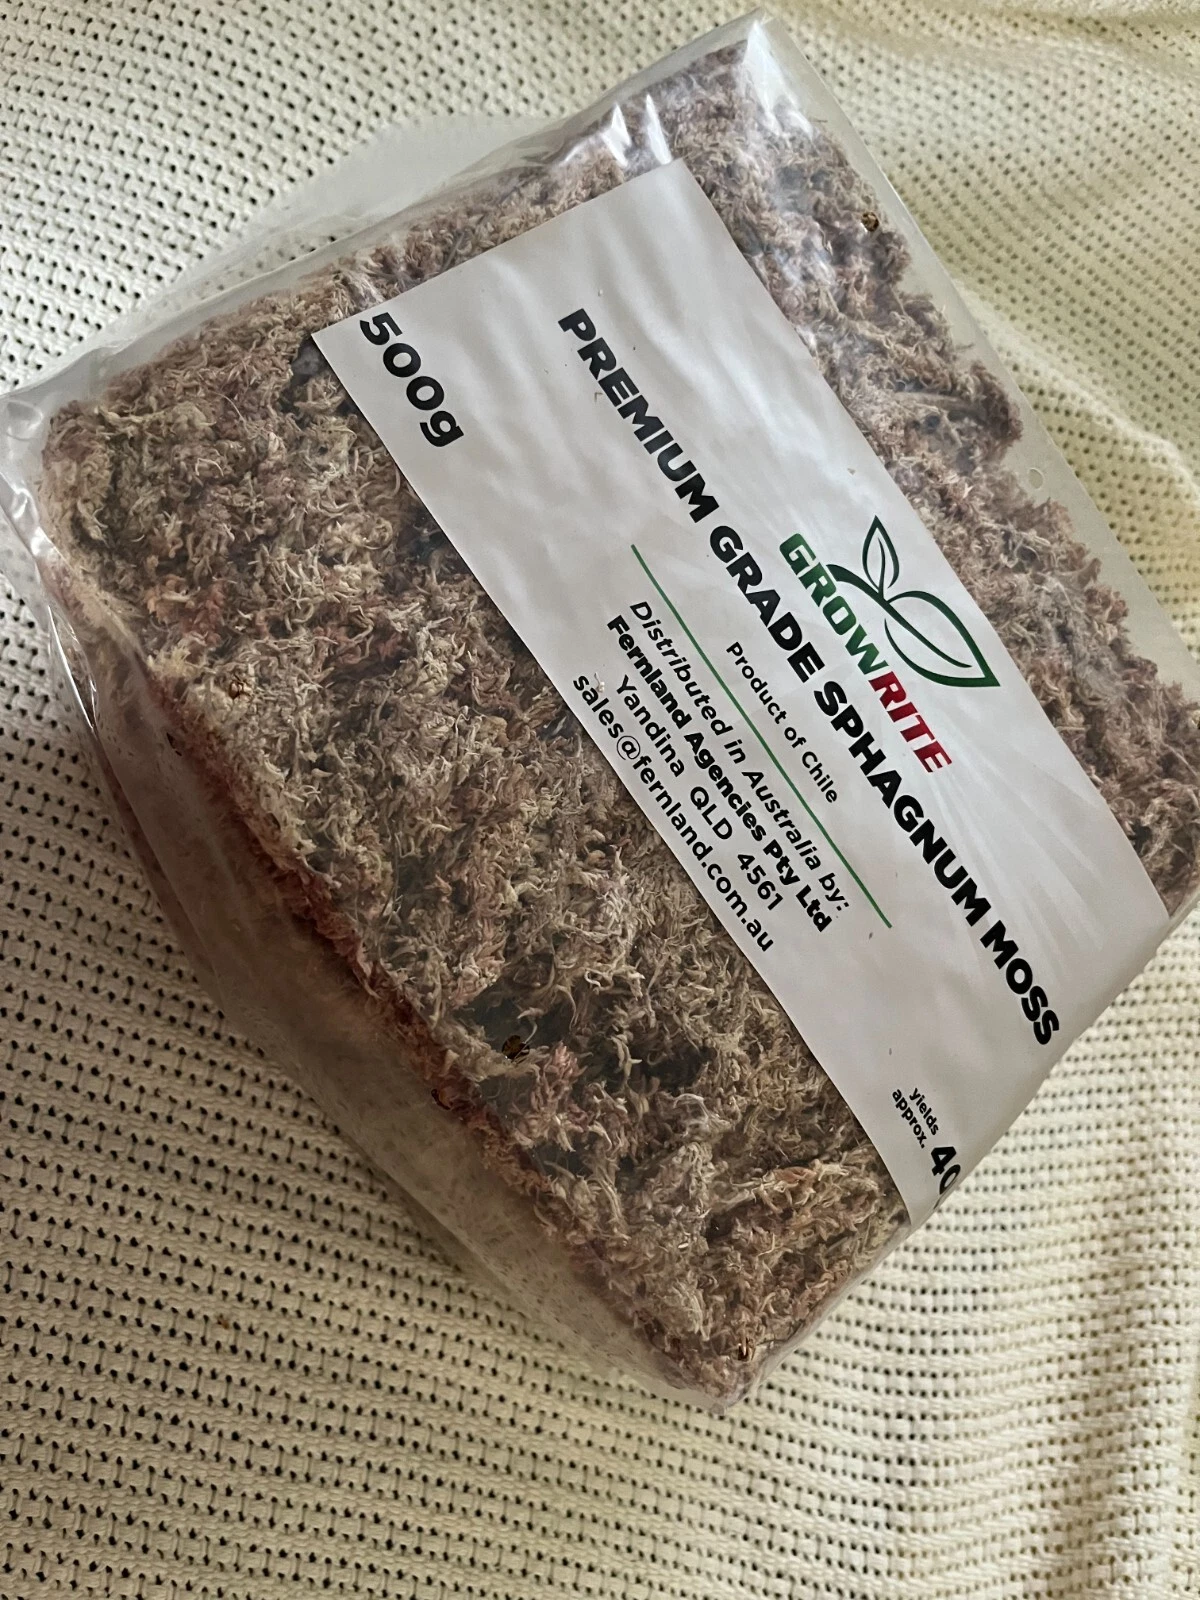 GROWRITE
PREMIUM GRADE SPHAGNUM MOSS
Product of Chile
Distributed in Australia by:
Fernland Agencies Pty Ltd
Yandina QLD 4561
sales@fernland.com.au
500g
yields
approx. 40